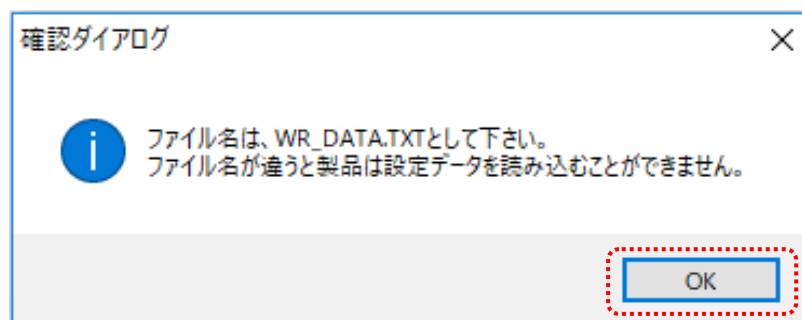 確認ダイアログ
ファイル名は、WR_DATA.TXTとして下さい。
ファイル名が違うと製品は設定データを読み込むことができません。
OK